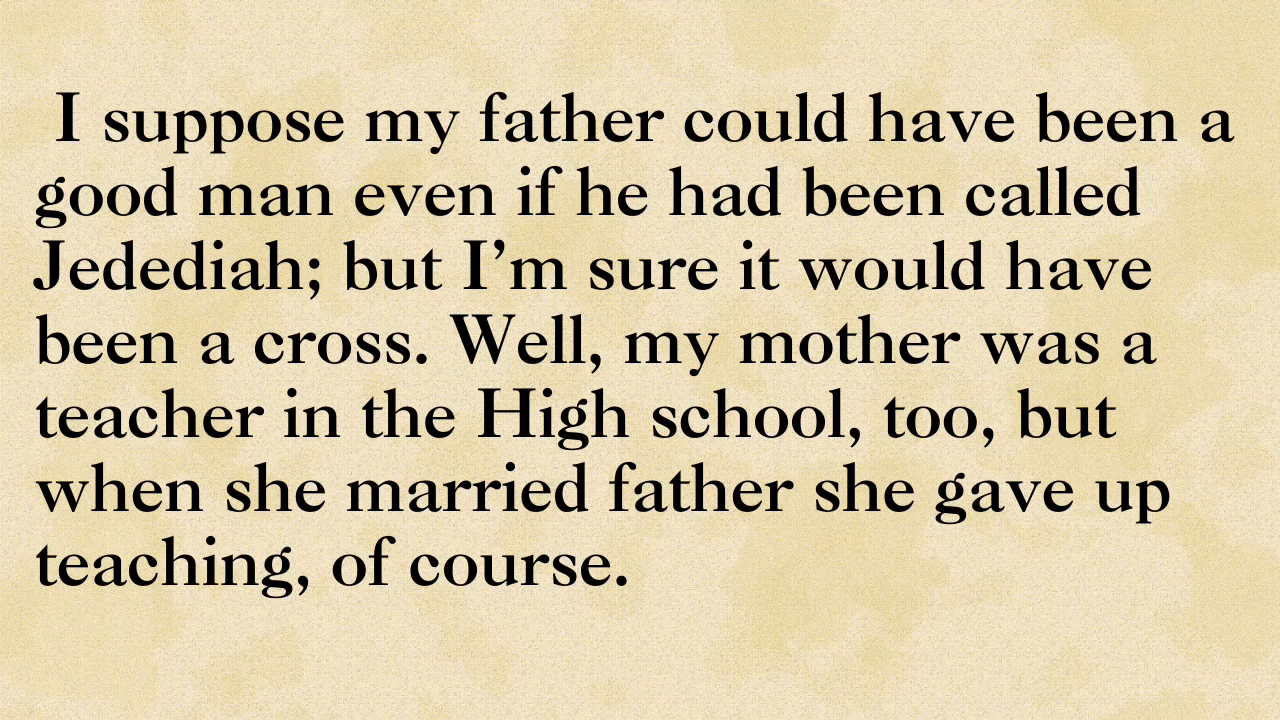 I suppose my father could have been a
good man even if he had been called
Jedediah; but I’m sure it would have
been a cross. Well, my mother was a
teacher in the High school, too, but
when she married father she gave up
teaching, of course.